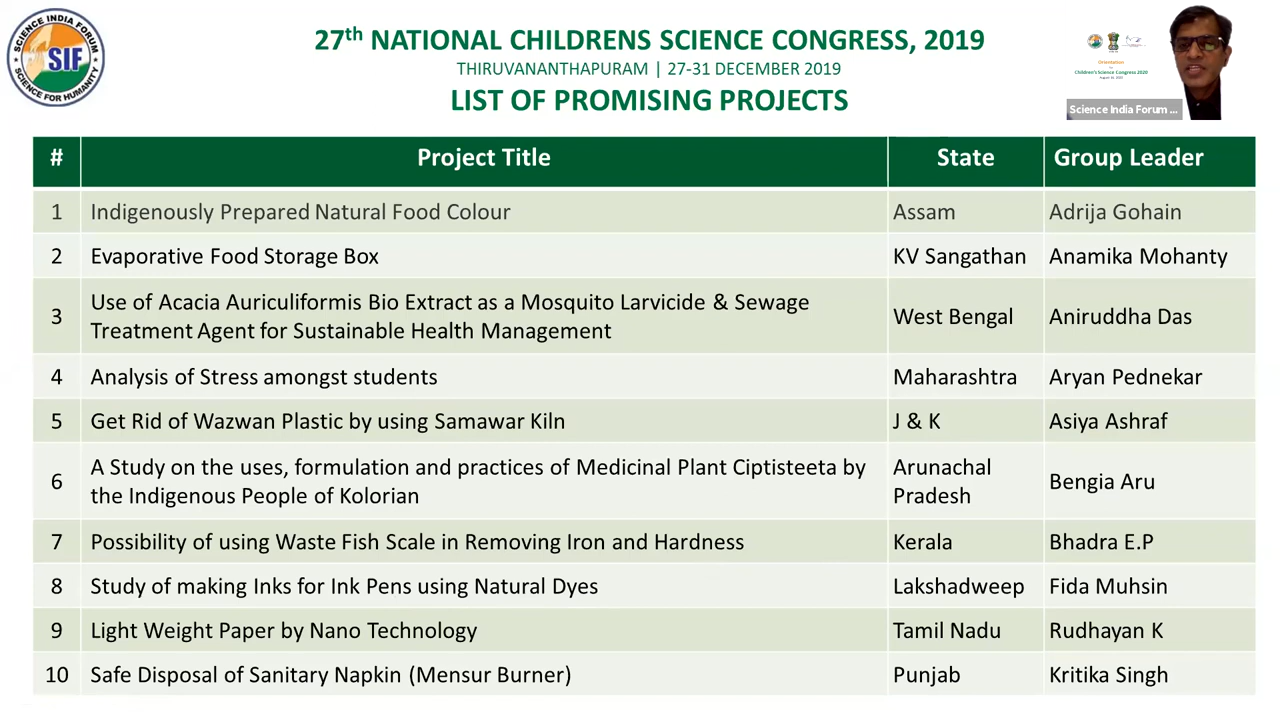 SCIENCE INDIA FORUM
SIF
SCIENCE FOR HUMANITY
27th NATIONAL CHILDRENS SCIENCE CONGRESS, 2019
THIRUVANANTHAPURAM | 27-31 DECEMBER 2019
LIST OF PROMISING PROJECTS
Orientation
Children's Science Congress 2020
Science India Forum ...
# Project Title State Group Leader
1 Indigenously Prepared Natural Food Colour Assam Adrija Gohain
2 Evaporative Food Storage Box KV Sangathan Anamika Mohanty
3 Use of Acacia Auriculiformis Bio Extract as a Mosquito Larvicide & Sewage
Treatment Agent for Sustainable Health Management West Bengal Aniruddha Das
4 Analysis of Stress amongst students Maharashtra Aryan Pednekar
5 Get Rid of Wazwan Plastic by using Samawar Kiln J & K Asiya Ashraf
6 A Study on the uses, formulation and practices of Medicinal Plant Ciptisteeta by
the Indigenous People of Kolorian Arunachal
Pradesh Bengia Aru
7 Possibility of using Waste Fish Scale in Removing Iron and Hardness Kerala Bhadra E.P
8 Study of making Inks for Ink Pens using Natural Dyes Lakshadweep Fida Muhsin
9 Light Weight Paper by Nano Technology Tamil Nadu Rudhayan K
10 Safe Disposal of Sanitary Napkin (Mensur Burner) Punjab Kritika Singh